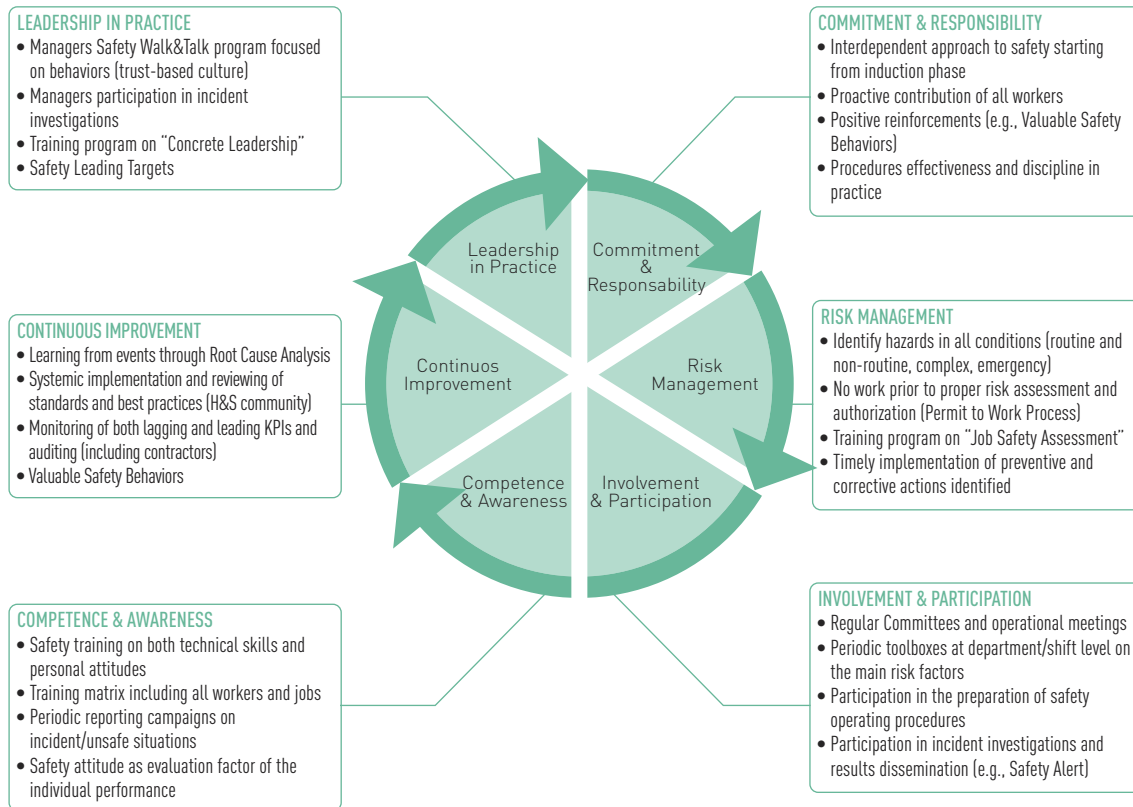 LEADERSHIP IN PRACTICE
• Managers Safety Walk&Talk program focused
on behaviors (trust-based culture)
• Managers participation in incident
investigations
• Training program on “Concrete Leadership”
• Safety Leading Targets
COMMITMENT & RESPONSIBILITY
• Interdependent approach to safety starting
from induction phase
• Proactive contribution of all workers
• Positive reinforcements (e.g., Valuable Safety
Behaviors)
• Procedures effectiveness and discipline in
practice
Leadership
in Practice
Commitment
&
Responsability
Continuos
Improvement
Risk
Management
Competence
& Awareness
Involvement
& Participation
CONTINUOUS IMPROVEMENT
• Learning from events through Root Cause Analysis
• Systemic implementation and reviewing of
standards and best practices (H&S community)
• Monitoring of both lagging and leading KPIs and
auditing (including contractors)
• Valuable Safety Behaviors
RISK MANAGEMENT
• Identify hazards in all conditions (routine and
non-routine, complex, emergency)
• No work prior to proper risk assessment and
authorization (Permit to Work Process)
• Training program on “Job Safety Assessment”
• Timely implementation of preventive and
corrective actions identified
COMPETENCE & AWARENESS
• Safety training on both technical skills and
personal attitudes
• Training matrix including all workers and jobs
• Periodic reporting campaigns on
incident/unsafe situations
• Safety attitude as evaluation factor of the
individual performance
INVOLVEMENT & PARTICIPATION
• Regular Committees and operational meetings
• Periodic toolboxes at department/shift level on
the main risk factors
• Participation in the preparation of safety
operating procedures
• Participation in incident investigations and
results dissemination (e.g., Safety Alert)